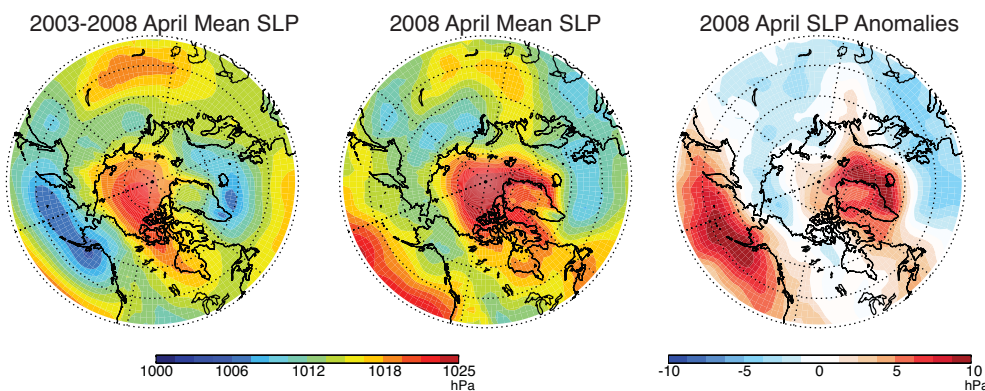 2003-2008 April Mean SLP
2008 April Mean SLP
2008 April SLP Anomalies
1000 1006 1012 1018 1025
hPa
-10 -5 0 5 10
hPa